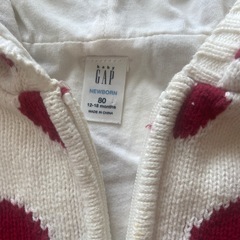 baby
GAP
NEWBORN
80
12-18 months
MADE IN CHINA